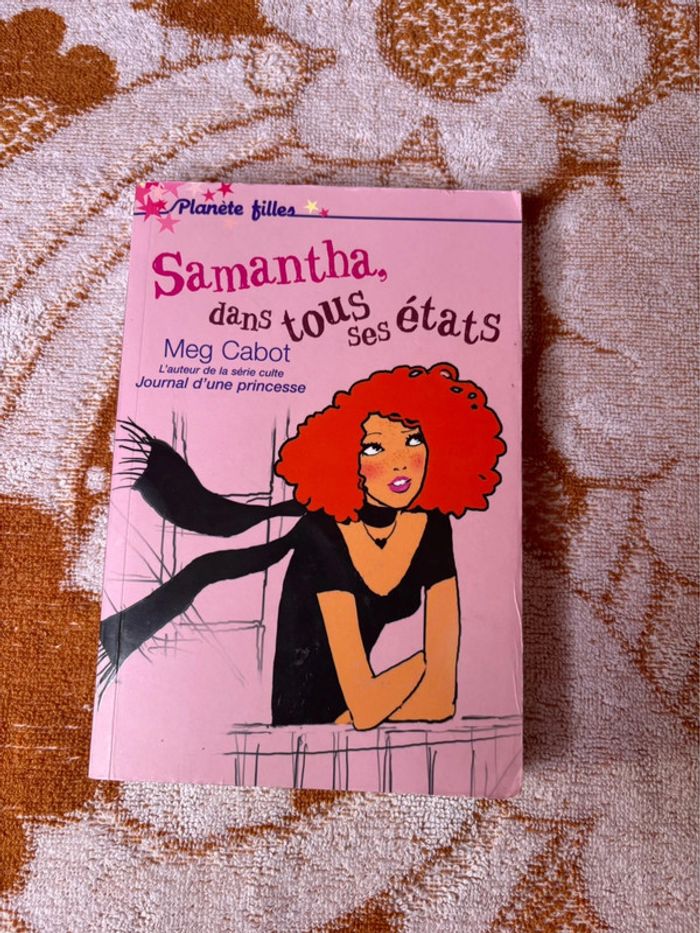 Planète filles
Samantha,
dans tous ses états
Meg Cabot
L'auteur de la série culte
Journal d'une princesse